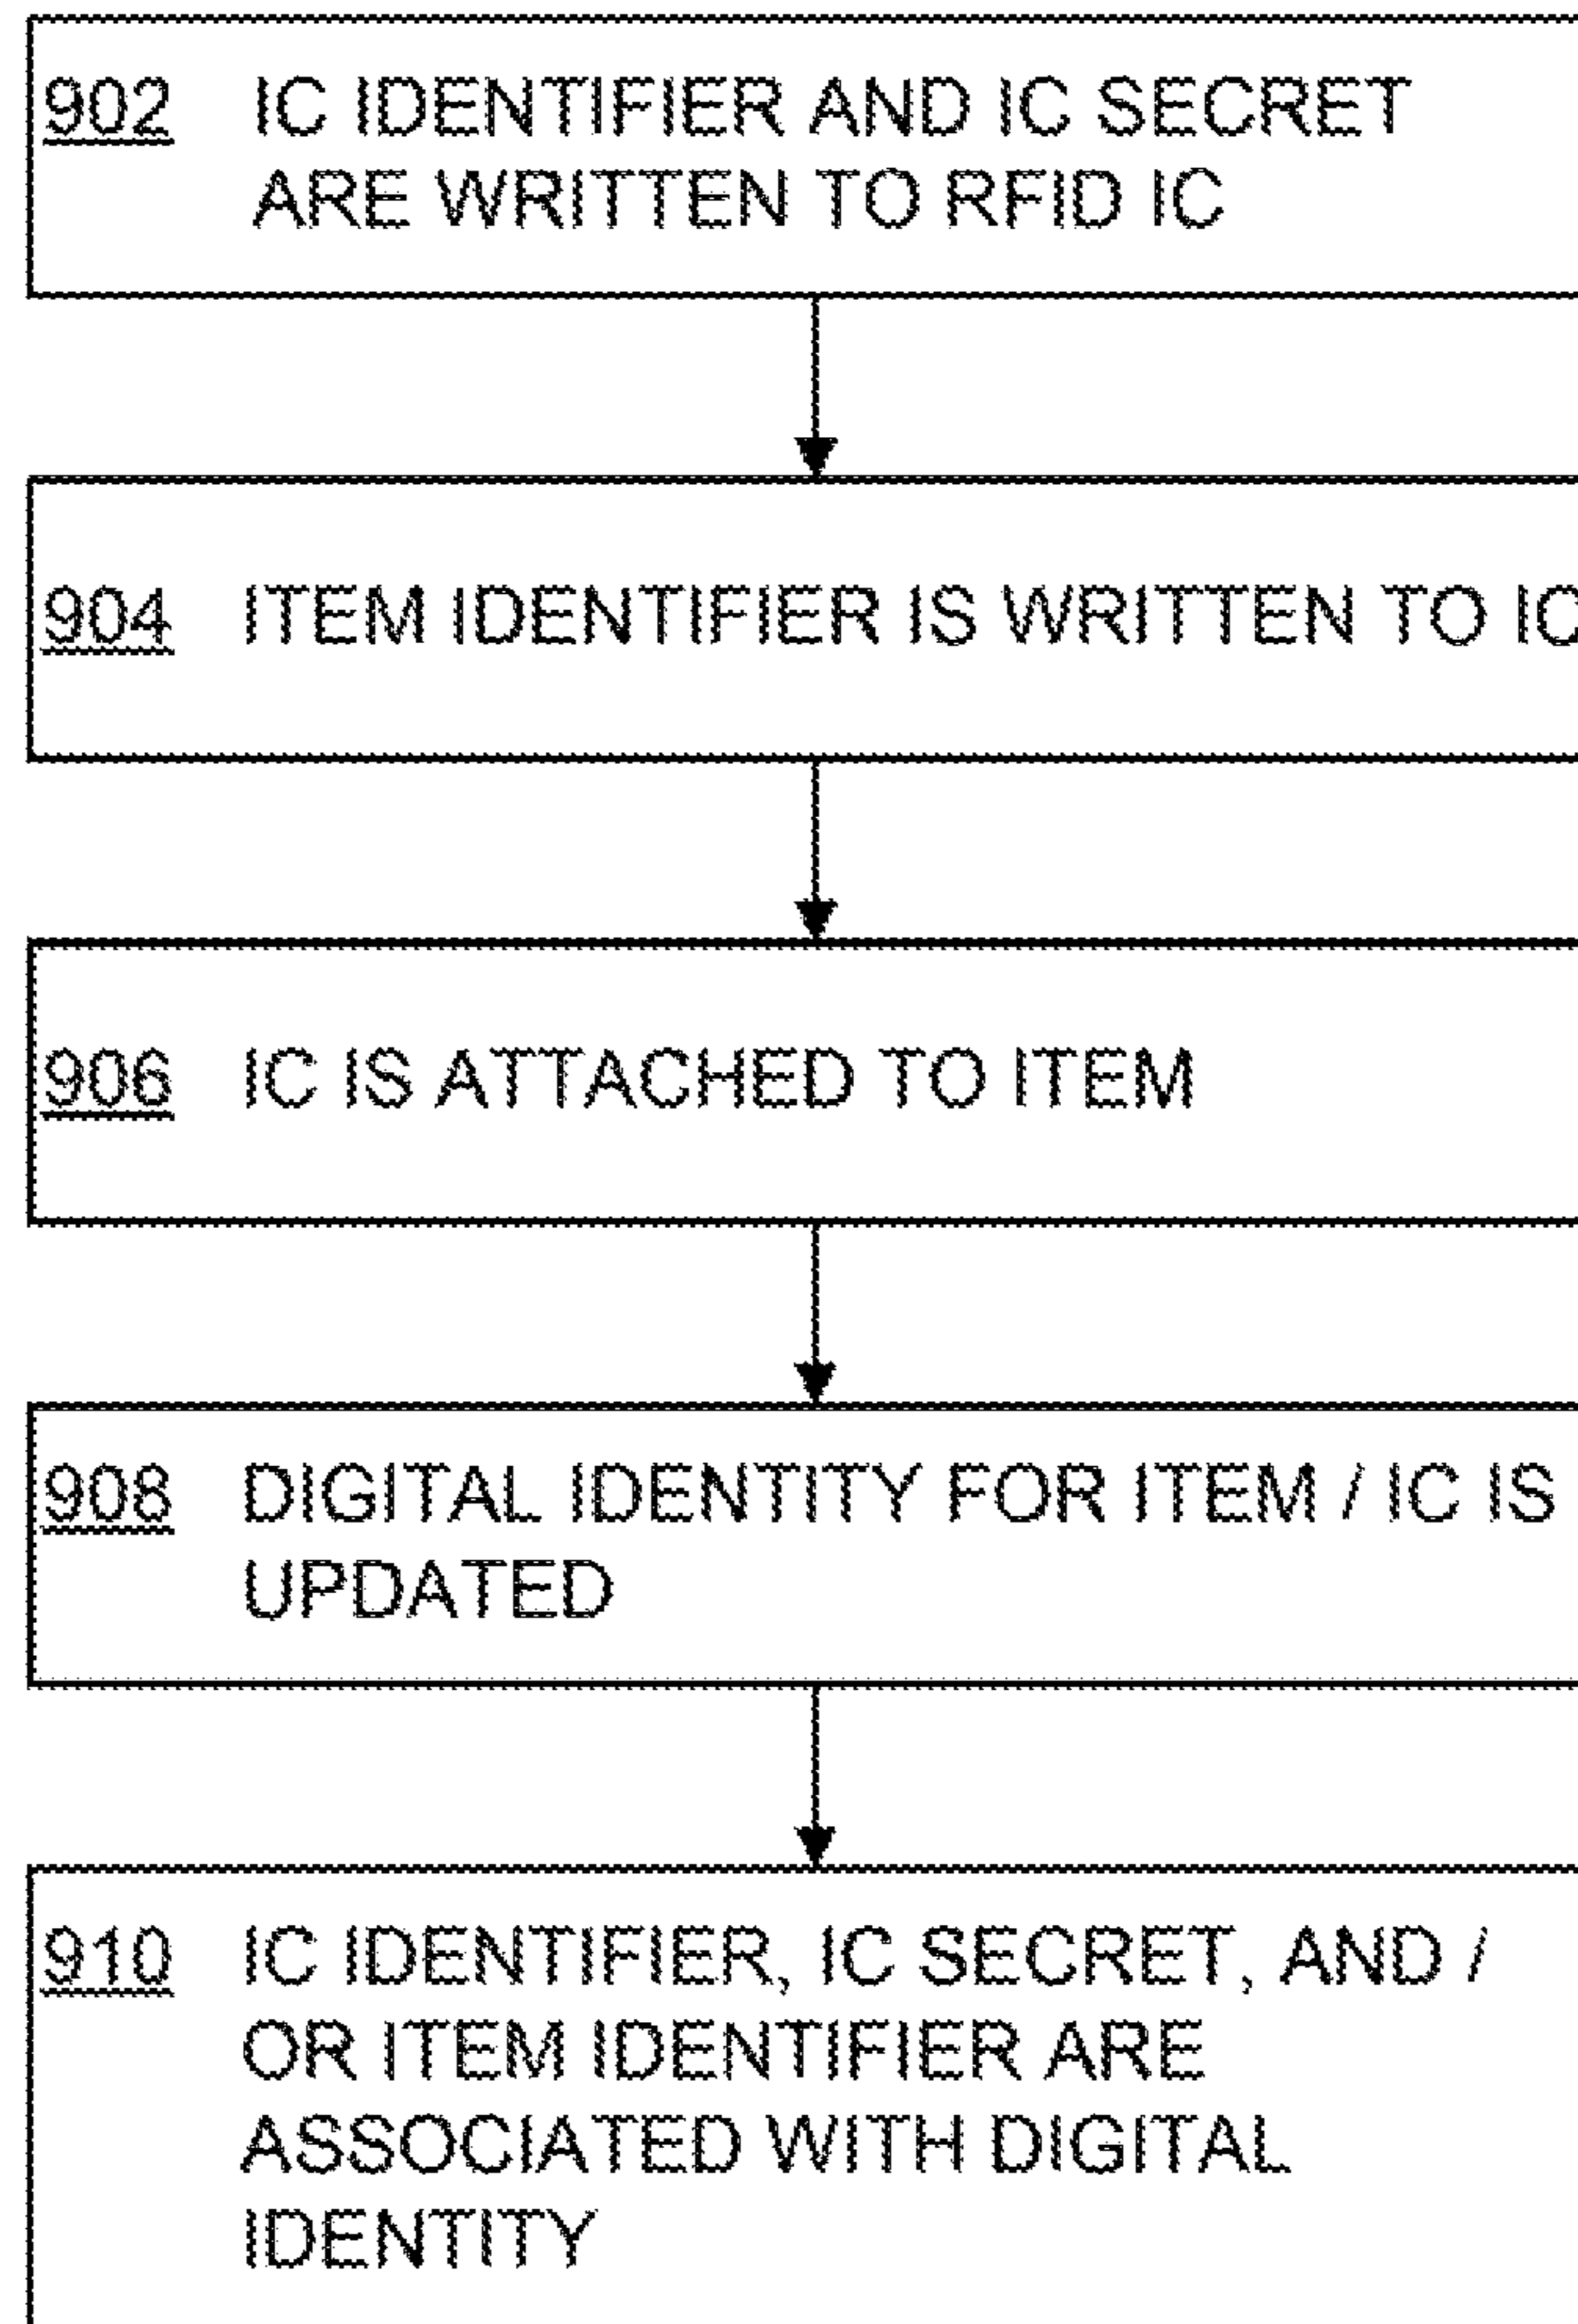 902 IC IDENTIFIER AND IC SECRET
ARE WRITTEN TO RFID IC
904 ITEM IDENTIFIER IS WRITTEN TO IC
906 IC IS ATTACHED TO ITEM
908 DIGITAL IDENTITY FOR ITEM / IC IS
UPDATED
910 IC IDENTIFIER, IC SECRET, AND /
OR ITEM IDENTIFIER ARE
ASSOCIATED WITH DIGITAL
IDENTITY